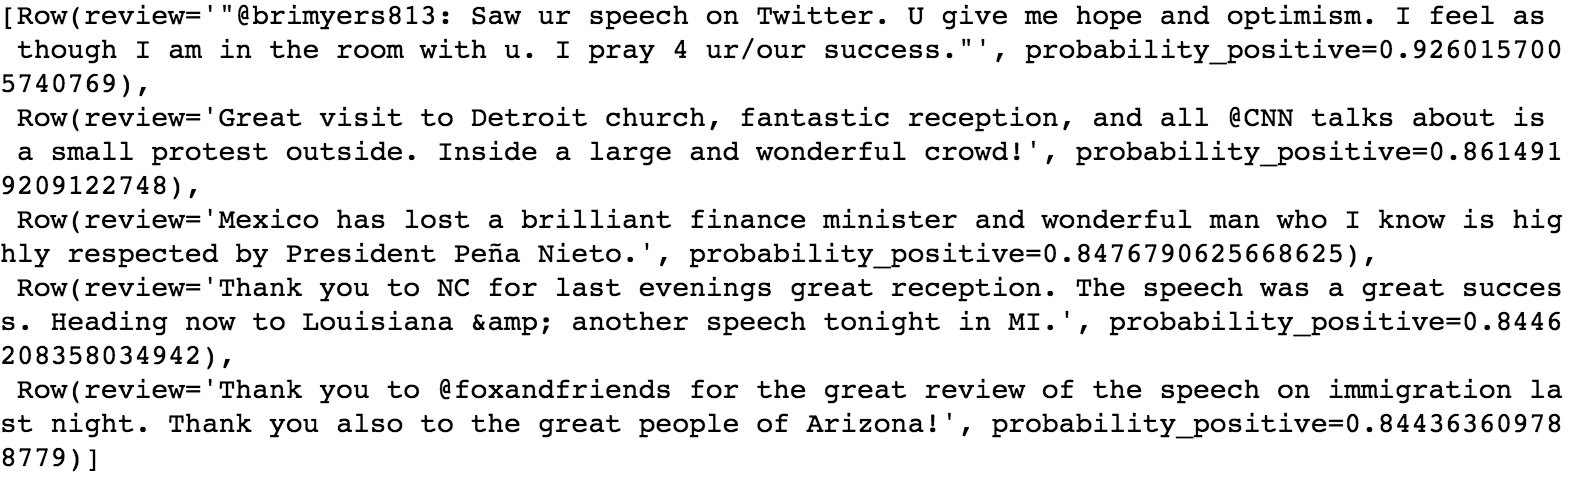 [Row(review='"@brimyers813: Saw ur speech on Twitter. U give me hope and optimism. I feel as
 though I am in the room with u. I pray 4 ur/our success."', probability_positive=0.926015700
5740769),
 Row(review='Great visit to Detroit church, fantastic reception, and all @CNN talks about is
 a small protest outside. Inside a large and wonderful crowd!', probability_positive=0.861491
9209122748),
 Row(review='Mexico has lost a brilliant finance minister and wonderful man who I know is hig
hly respected by President Peña Nieto.', probability_positive=0.8476790625668625),
 Row(review='Thank you to NC for last evenings great reception. The speech was a great succes
s. Heading now to Louisiana &amp; another speech tonight in MI.', probability_positive=0.8446
208358034942),
 Row(review='Thank you to @foxandfriends for the great review of the speech on immigration la
st night. Thank you also to the great people of Arizona!', probability_positive=0.84436360978
8779)]